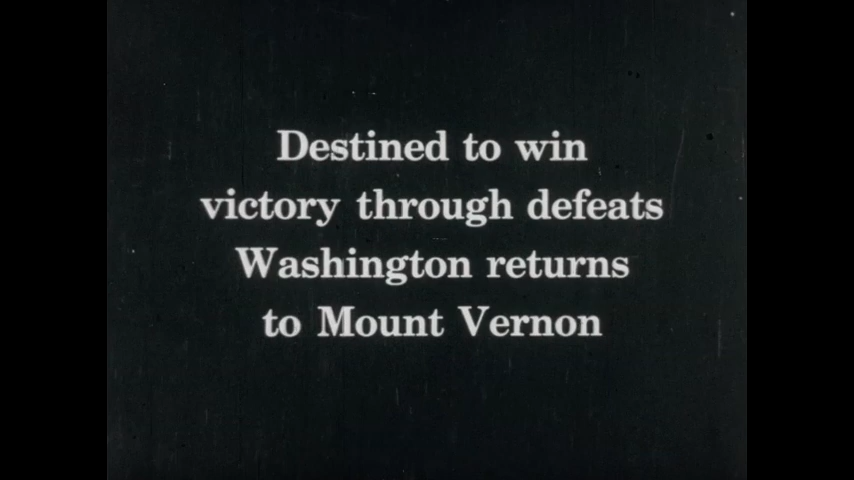 Destined to win
victory through defeats
Washington returns
to Mount Vernon